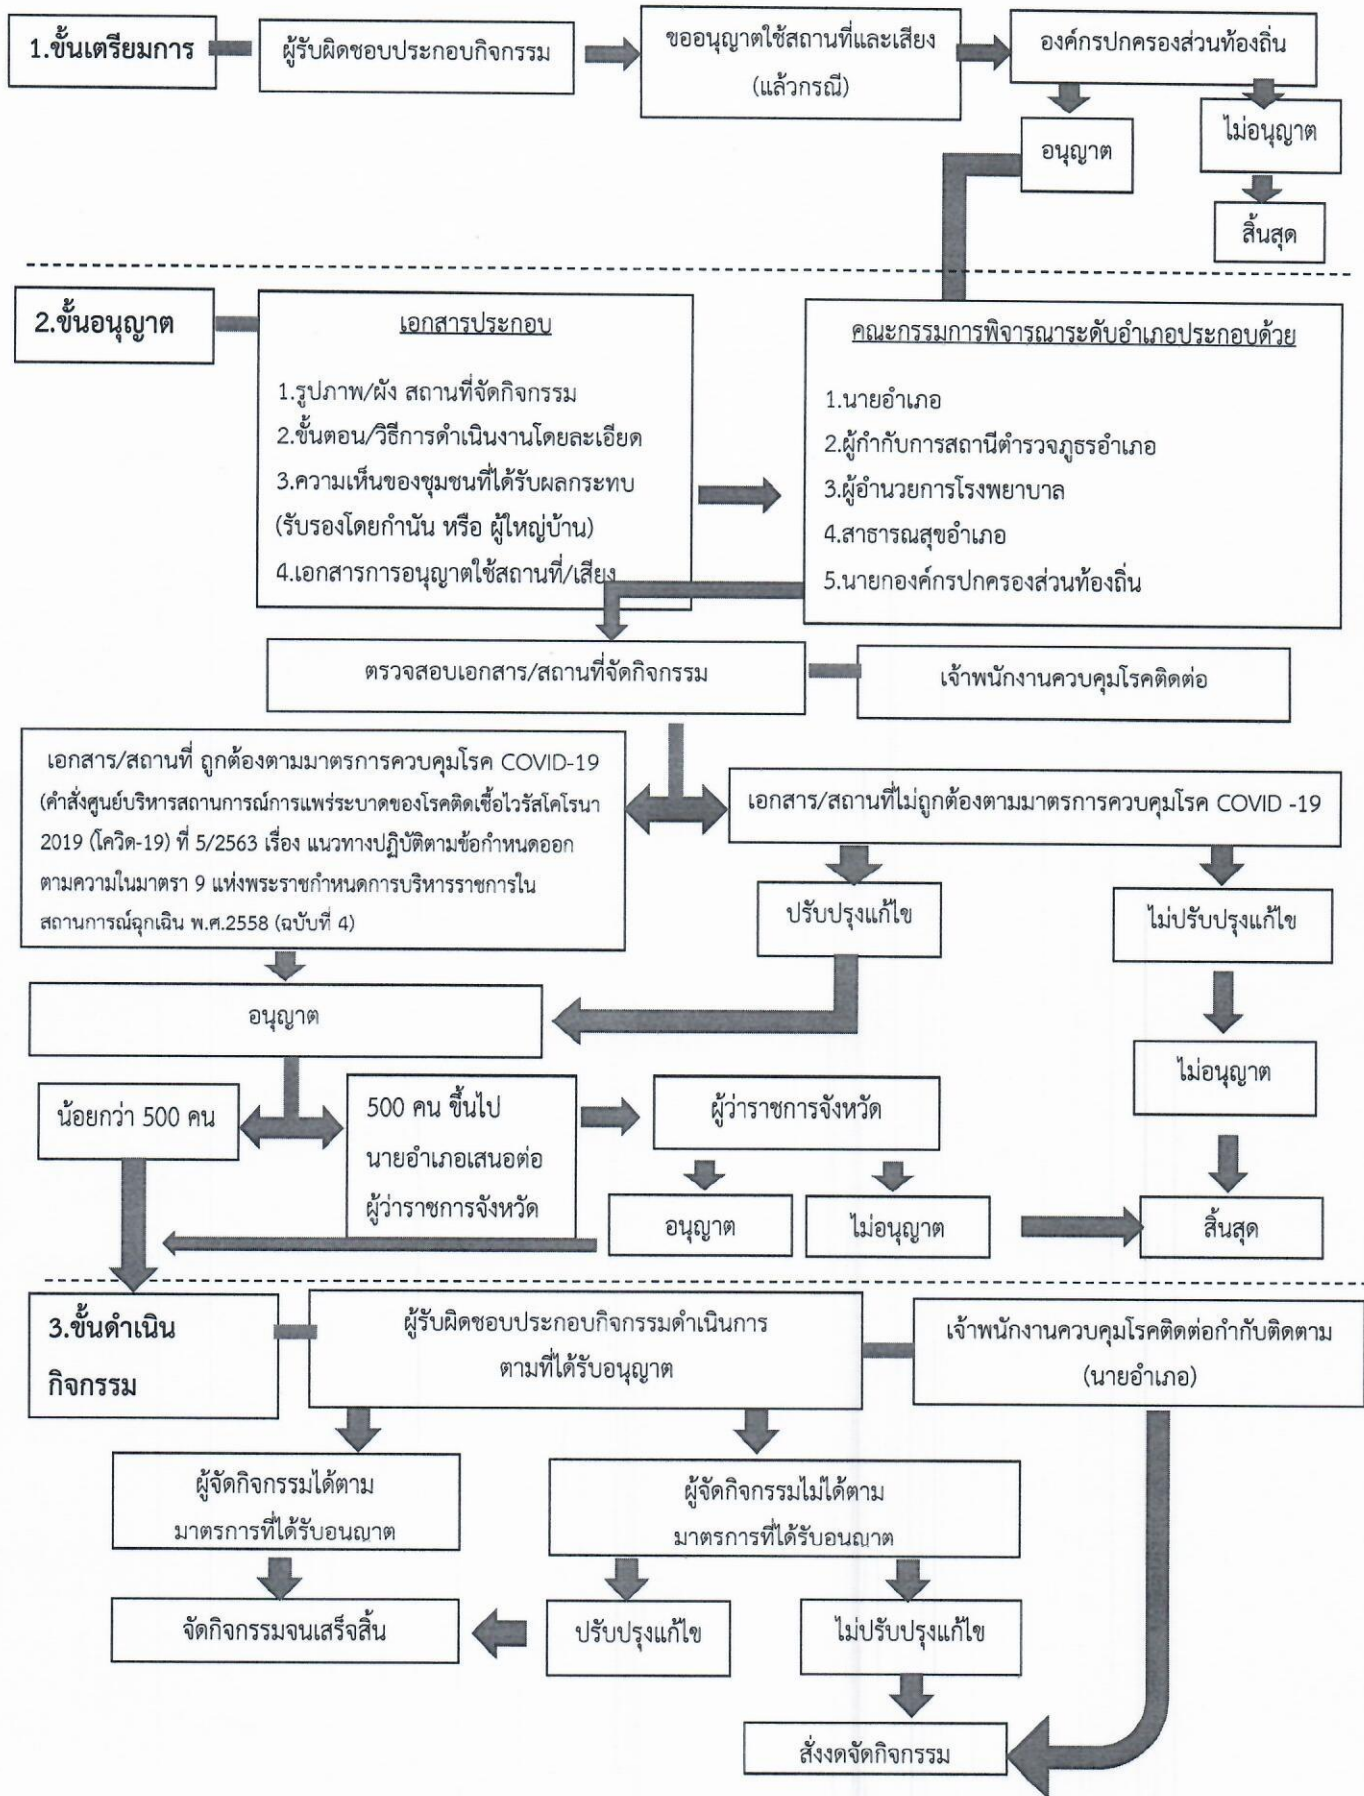 1.ขั้นเตรียมการ
ผู้รับผิดชอบประกอบกิจกรรม
ขออนุญาตใช้สถานที่และเสียง
(แล้วกรณี)
องค์กรปกครองส่วนท้องถิ่น
อนุญาต
ไม่อนุญาต
สิ้นสุด
2.ขั้นอนุญาต
เอกสารประกอบ
1.รูปภาพ/ผัง สถานที่จัดกิจกรรม
2.ขั้นตอน/วิธีการดำเนินงานโดยละเอียด
3.ความเห็นของชุมชนที่ได้รับผลกระทบ
(รับรองโดยกำนัน หรือ ผู้ใหญ่บ้าน)
4.เอกสารการอนุญาตใช้สถานที่/เสียง
คณะกรรมการพิจารณาระดับอำเภอประกอบด้วย
1.นายอำเภอ
2.ผู้กำกับการสถานีตำรวจภูธรอำเภอ
3.ผู้อำนวยการโรงพยาบาล
4.สาธารณสุขอำเภอ
5.นายกองค์กรปกครองส่วนท้องถิ่น
ตรวจสอบเอกสาร/สถานที่จัดกิจกรรม
เจ้าพนักงานควบคุมโรคติดต่อ
เอกสาร/สถานที่ ถูกต้องตามมาตรการควบคุมโรค COVID-19
(คำสั่งศูนย์บริหารสถานการณ์การแพร่ระบาดของโรคติดเชื้อไวรัสโคโรนา
2019 (โควิด-19) ที่ 5/2563 เรื่อง แนวทางปฏิบัติตามข้อกำหนดออก
ตามความในมาตรา 9 แห่งพระราชกำหนดการบริหารราชการใน
สถานการณ์ฉุกเฉิน พ.ศ.2558 (ฉบับที่ 4)
เอกสาร/สถานที่ไม่ถูกต้องตามมาตรการควบคุมโรค COVID -19
ปรับปรุงแก้ไข
ไม่ปรับปรุงแก้ไข
อนุญาต
ไม่อนุญาต
น้อยกว่า 500 คน
500 คน ขึ้นไป
นายอำเภอเสนอต่อ
ผู้ว่าราชการจังหวัด
ผู้ว่าราชการจังหวัด
อนุญาต
ไม่อนุญาต
สิ้นสุด
3.ขั้นดำเนิน
กิจกรรม
ผู้รับผิดชอบประกอบกิจกรรมดำเนินการ
ตามที่ได้รับอนุญาต
เจ้าพนักงานควบคุมโรคติดต่อกำกับติดตาม
(นายอำเภอ)
ผู้จัดกิจกรรมได้ตาม
มาตรการที่ได้รับอนุญาต
ผู้จัดกิจกรรมไม่ได้ตาม
มาตรการที่ได้รับอนุญาต
จัดกิจกรรมจนเสร็จสิ้น
ปรับปรุงแก้ไข
ไม่ปรับปรุงแก้ไข
สั่งงดจัดกิจกรรม